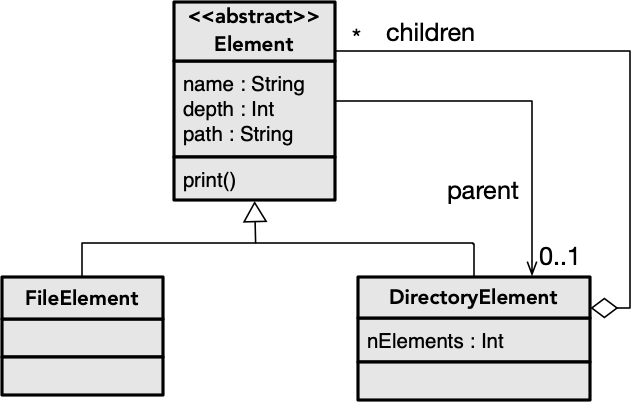 <<abstract>>
Element
name : String
depth : Int
path : String
print()
* children
parent
0..1
FileElement
DirectoryElement
nElements : Int